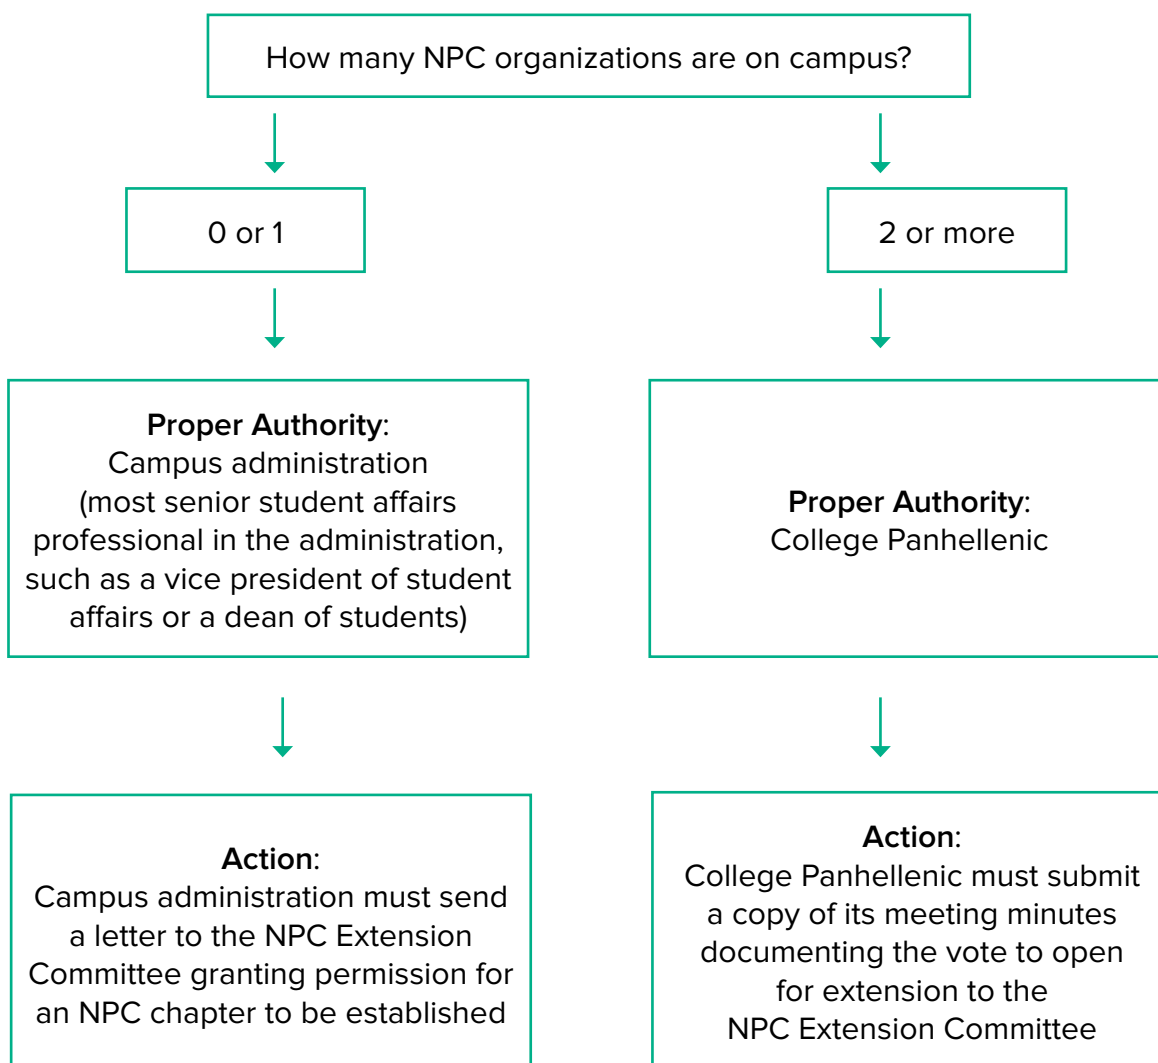 How many NPC organizations are on campus?
0 or 1
2 or more
Proper Authority:
Campus administration
(most senior student affairs
professional in the administration,
such as a vice president of student
affairs or a dean of students)
Proper Authority:
College Panhellenic
Action:
Campus administration must send
a letter to the NPC Extension
Committee granting permission for
an NPC chapter to be established
Action:
College Panhellenic must submit
a copy of its meeting minutes
documenting the vote to open
for extension to the
NPC Extension Committee